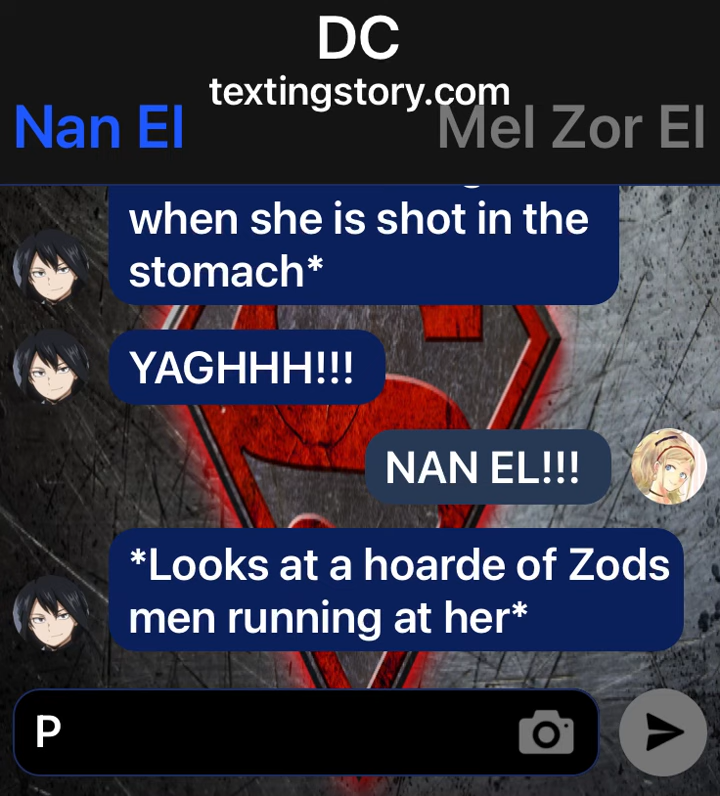 DC
textingstory.com
Nan El
Mel Zor El
when she is shot in the
stomach*
YAGHHH!!!
NAN EL!!!
*Looks at a hoarde of Zods
men running at her*
P